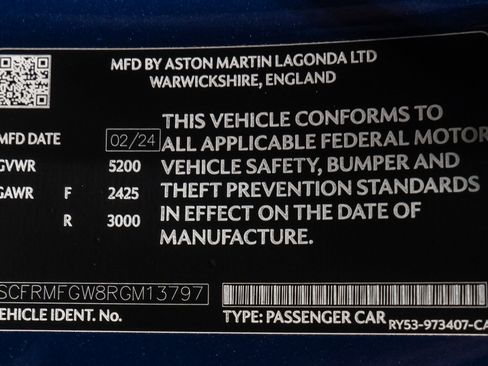 MFD BY ASTON MARTIN LAGONDA LTD
WARWICKSHIRE, ENGLAND
MFD DATE 02/24
GVWR 5200
GAWR F 2425
R 3000
THIS VEHICLE CONFORMS TO
ALL APPLICABLE FEDERAL MOTOR
VEHICLE SAFETY, BUMPER AND
THEFT PREVENTION STANDARDS
IN EFFECT ON THE DATE OF
MANUFACTURE.
SCFRMFGW8RGM13797
VEHICLE IDENT. No.
TYPE: PASSENGER CAR
RY53-973407-CA